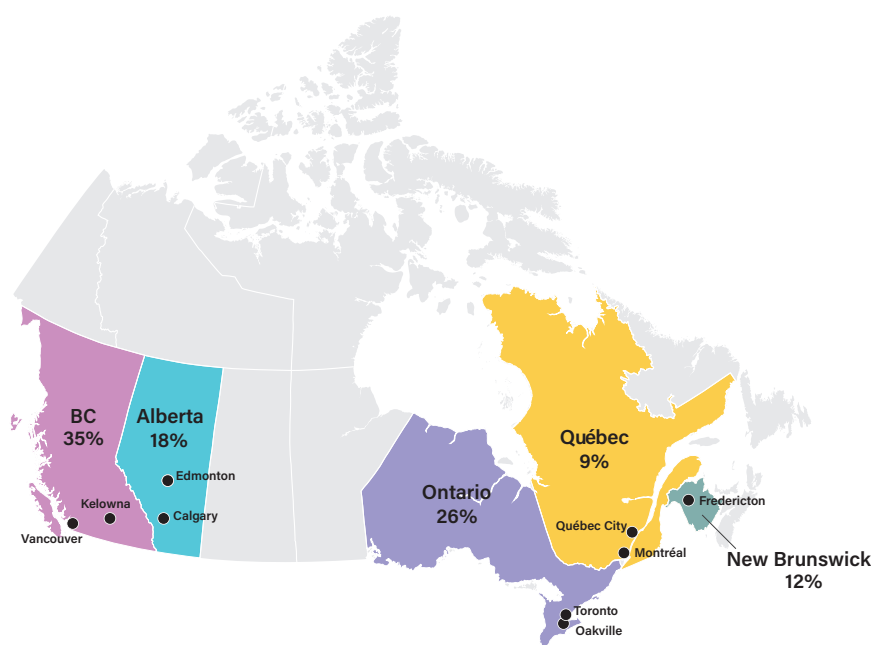 BC
35%
Alberta
18%
Edmonton
Kelowna
Calgary
Vancouver
Ontario
26%
Québec
9%
Fredericton
Québec City
Montréal
New Brunswick
12%
Toronto
Oakville